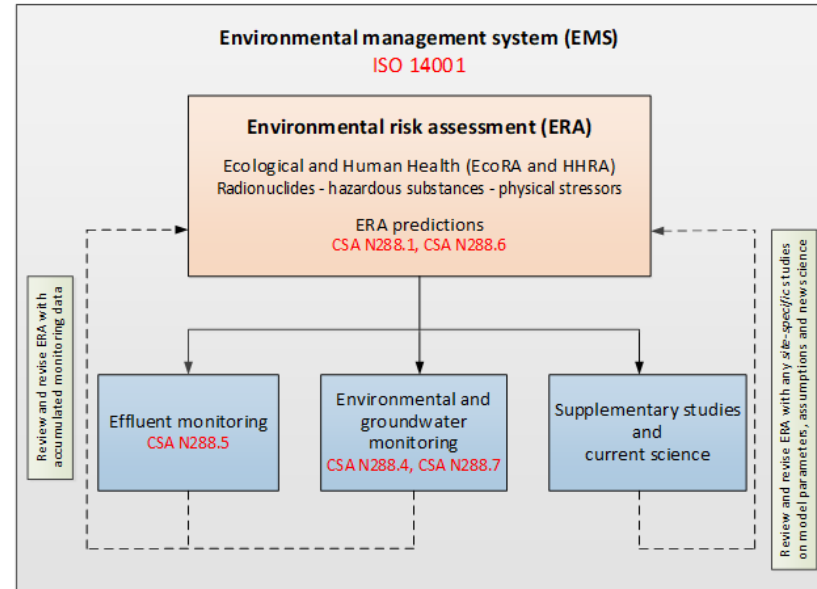 Environmental management system (EMS)
ISO 14001
Environmental risk assessment (ERA)
Ecological and Human Health (EcoRA and HHRA)
Radionuclides - hazardous substances - physical stressors
ERA predictions
CSA N288.1, CSA N288.6
Review and revise ERA with
accumulated monitoring data
Effluent monitoring
CSA N288.5
Environmental and
groundwater
monitoring
CSA N288.4, CSA N288.7
Supplementary studies
and
current science
Review and revise ERA with any site-specific studies
on model parameters, assumptions and new science